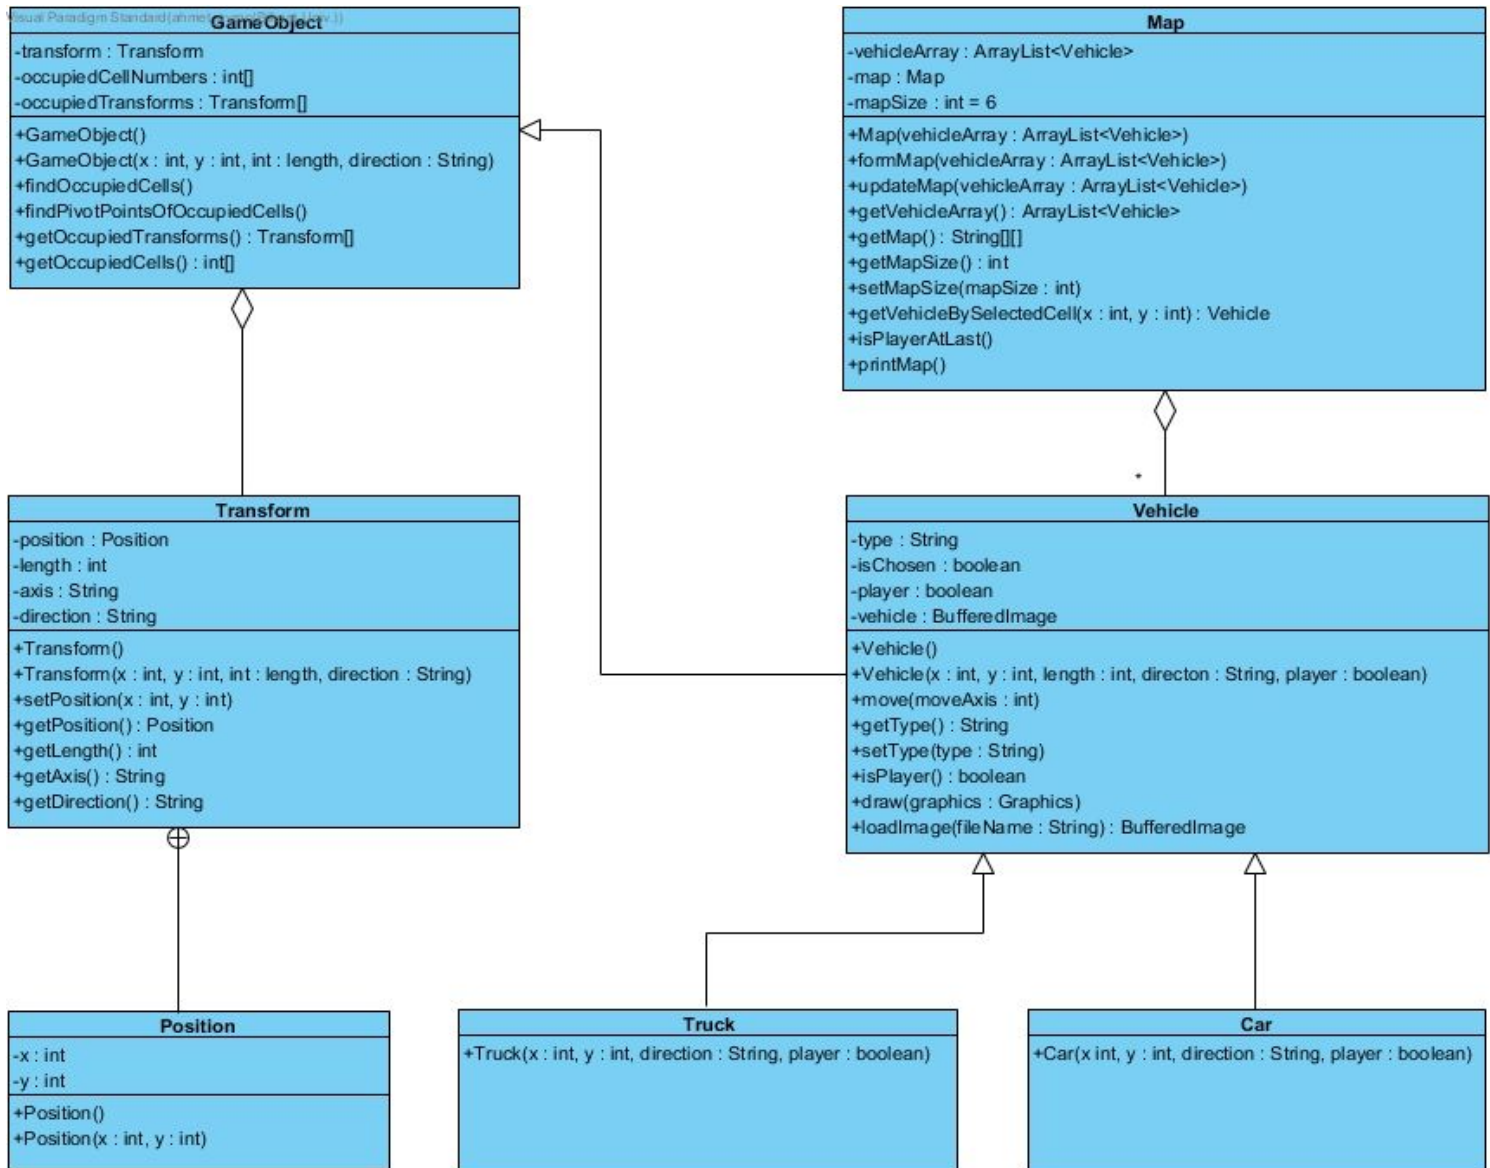 Visual Paradigm Standard(ahmet
GameObject
-transform : Transform
-occupiedCellNumbers : int[]
-occupiedTransforms : Transform[]
+GameObject()
+GameObject(x : int, y : int, int : length, direction : String)
+findOccupiedCells()
+findPivotPointsOfOccupiedCells()
+getOccupiedTransforms() : Transform[]
+getOccupiedCells() : int[]
Map
-vehicleArray : ArrayList<Vehicle>
-map : Map
-mapSize : int = 6
+Map(vehicleArray : ArrayList<Vehicle>)
+formMap(vehicleArray : ArrayList<Vehicle>)
+updateMap(vehicleArray : ArrayList<Vehicle>)
+getVehicleArray() : ArrayList<Vehicle>
+getMap() : String[][]
+getMapSize() : int
+setMapSize(mapSize : int)
+getVehicleBySelectedCell(x : int, y : int) : Vehicle
+isPlayerAtLast()
+printMap()
*
Transform
-position : Position
-length : int
-axis : String
-direction : String
+Transform()
+Transform(x : int, y : int, int : length, direction : String)
+setPosition(x : int, y : int)
+getPosition() : Position
+getLength() : int
+getAxis() : String
+getDirection() : String
Vehicle
-type : String
-isChosen : boolean
-player : boolean
-vehicle : BufferedImage
+Vehicle()
+Vehicle(x : int, y : int, length : int, directon : String, player : boolean)
+move(moveAxis : int)
+getType() : String
+setType(type : String)
+isPlayer() : boolean
+draw(graphics : Graphics)
+loadImage(fileName : String) : BufferedImage
Position
-x : int
-y : int
+Position()
+Position(x : int, y : int)
Truck
+Truck(x : int, y : int, direction : String, player : boolean)
Car
+Car(x int, y : int, direction : String, player : boolean)